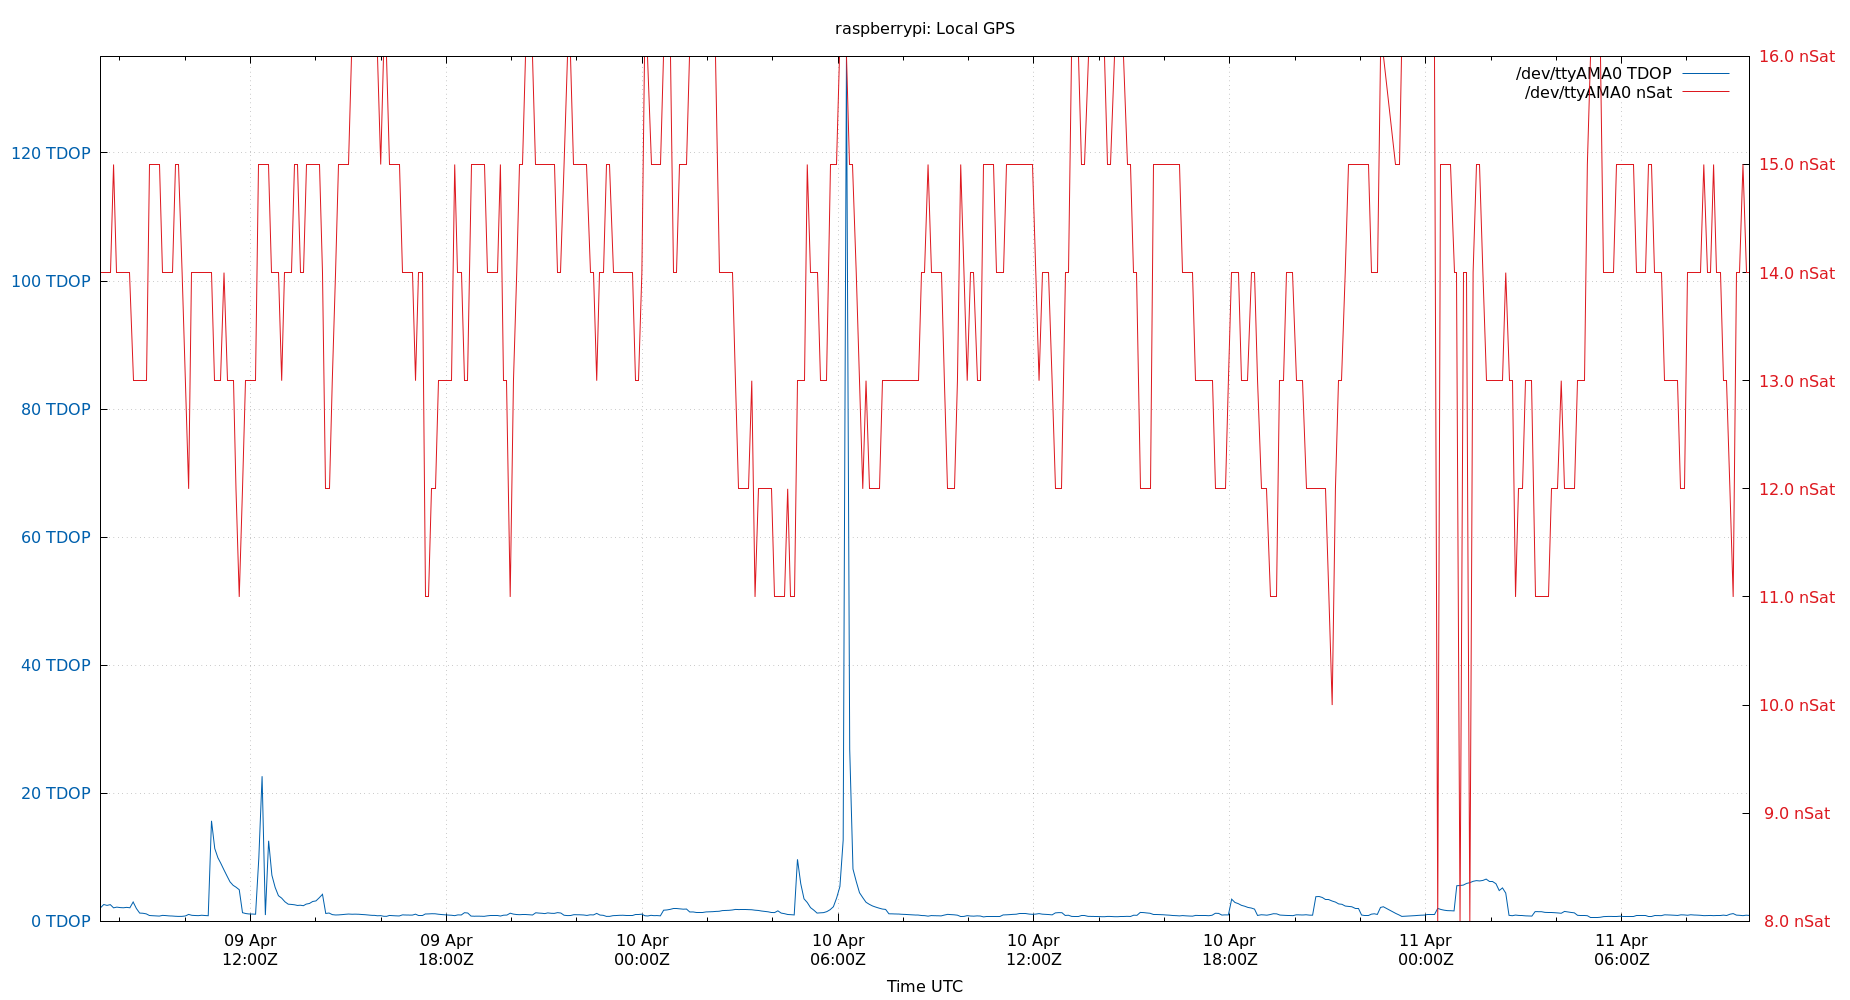 raspberrypi: Local GPS
/dev/ttyAMA0 TDOP
/dev/ttyAMA0 nSat
120 TDOP
100 TDOP
80 TDOP
60 TDOP
40 TDOP
20 TDOP
0 TDOP
16.0 nSat
15.0 nSat
14.0 nSat
13.0 nSat
12.0 nSat
11.0 nSat
10.0 nSat
9.0 nSat
8.0 nSat
09 Apr
12:00Z
09 Apr
18:00Z
10 Apr
00:00Z
10 Apr
06:00Z
10 Apr
12:00Z
10 Apr
18:00Z
11 Apr
00:00Z
11 Apr
06:00Z
Time UTC